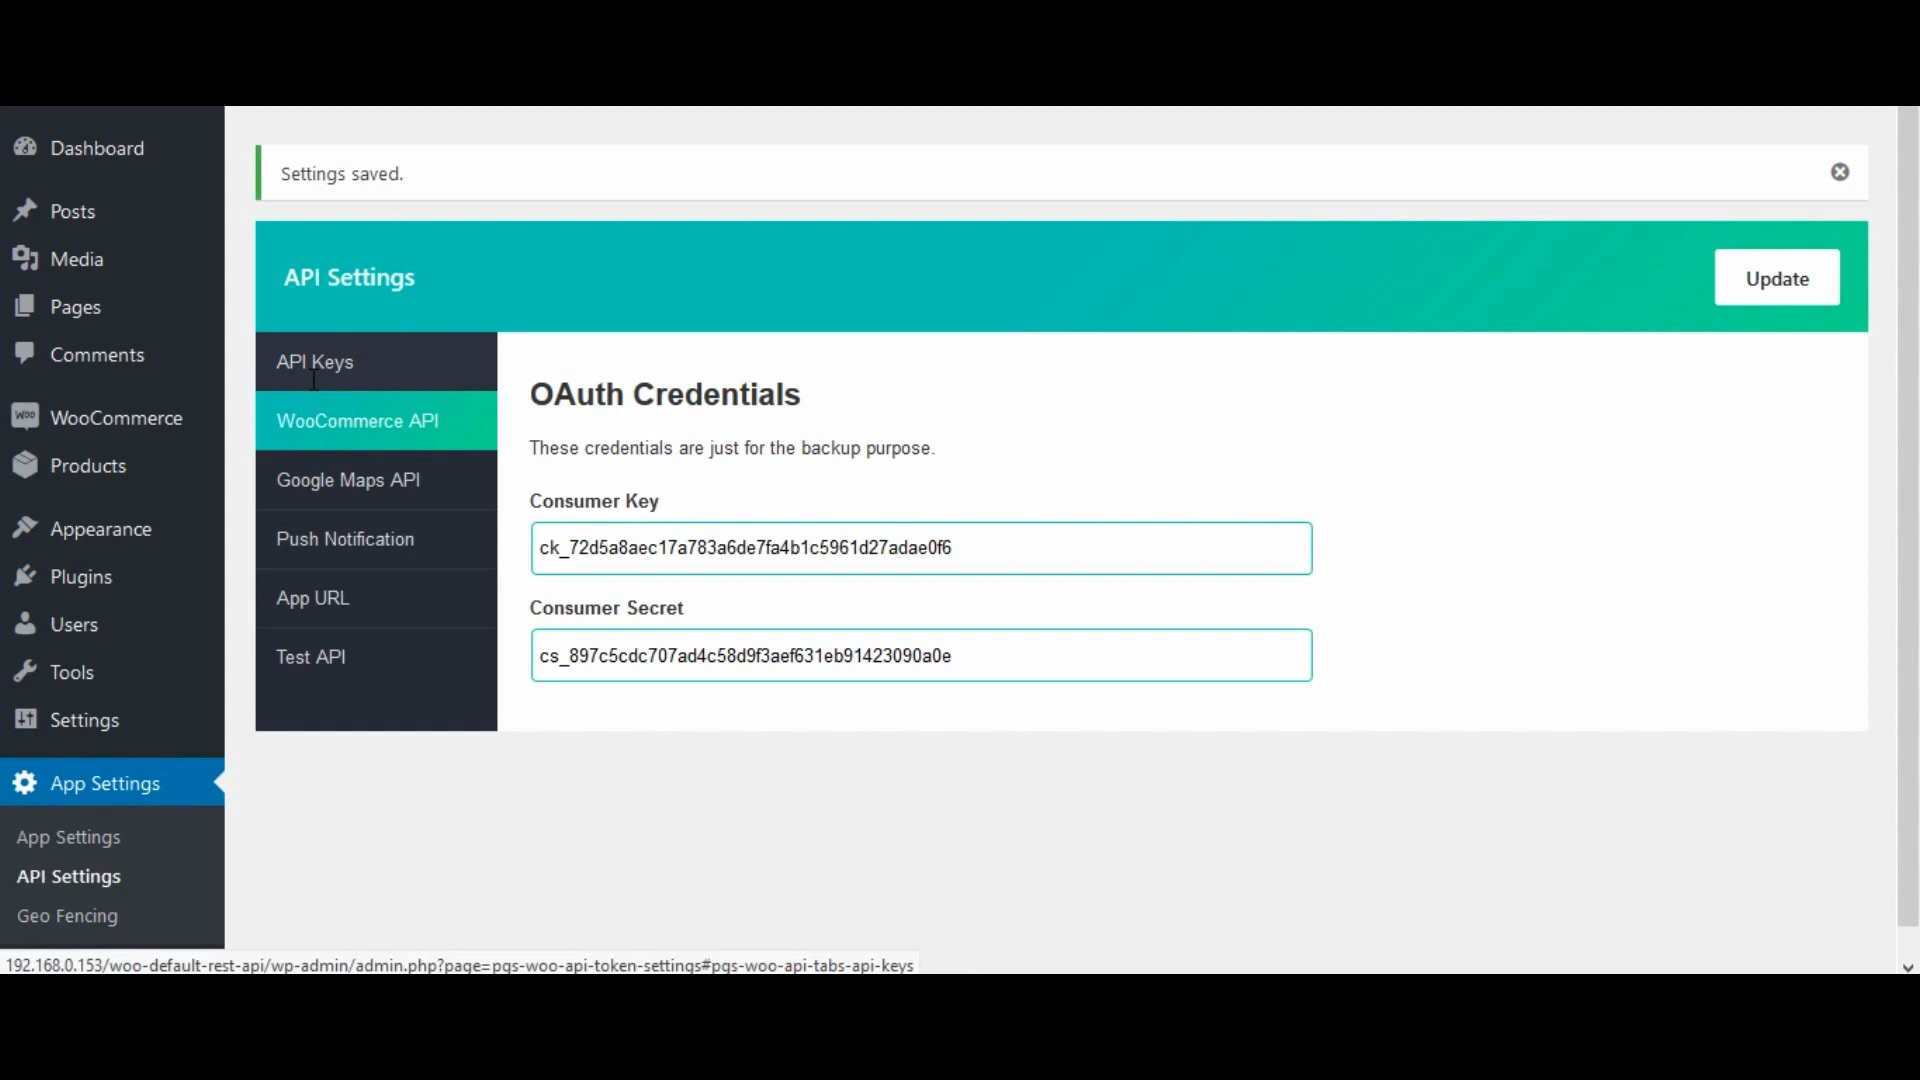 Dashboard
Posts
Media
Pages
Comments
WOO
WooCommerce
Products
Appearance
Plugins
Users
Tools
Settings
App Settings
App Settings
API Settings
Geo Fencing
Settings saved.
API Settings
Update
API Keys
WooCommerce API
Google Maps API
Push Notification
App URL
Test API
OAuth Credentials
These credentials are just for the backup purpose.
Consumer Key
ck_72d5a8aec17a783a6de7fa4b1c5961d27adae0f6
Consumer Secret
cs_897c5cdc707ad4c58d9f3aef631eb91423090a0e
192.168.0.153/woo-default-rest-api/wp-admin/admin.php?page=pgs-woo-api-token-settings#pgs-woo-api-tabs-api-keys